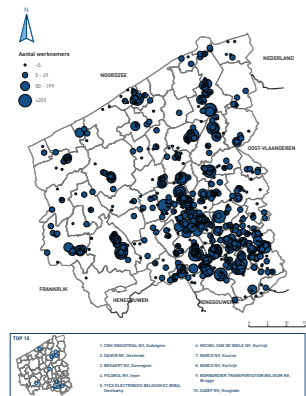 N
Aantal werknemers
<5
5 - 49
50 - 199
≥200
NOORDZEE
NEDERLAND
OOST-VLAANDEREN
FRANKRIJK
HENEGOUWEN
HENEGOUWEN
TOP 10
1. CNH INDUSTRIAL NV, Zedelgem
2. DAIKIN NV, Oostende
3. BEKAERT NV, Zwevegem
4. PICANOL NV, Ieper
5. TYCO ELECTRONICS BELGIUM EC BVBA,
Oostkamp
6. MICHEL VAN DE WIELE NV, Kortrijk
7. BARCO NV, Kuurne
8. BARCO NV, Kortrijk
9. BOMBARDIER TRANSPORTATION BELGIUM NV,
Brugge
10. HAGEF NV, Hooglede